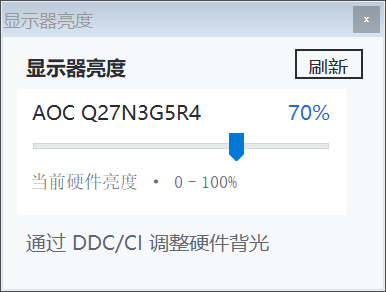 显示器亮度
x
显示器亮度
刷新
AOC Q27N3G5R4
70%
当前硬件亮度 · 0-100%
通过 DDC/CI 调整硬件背光